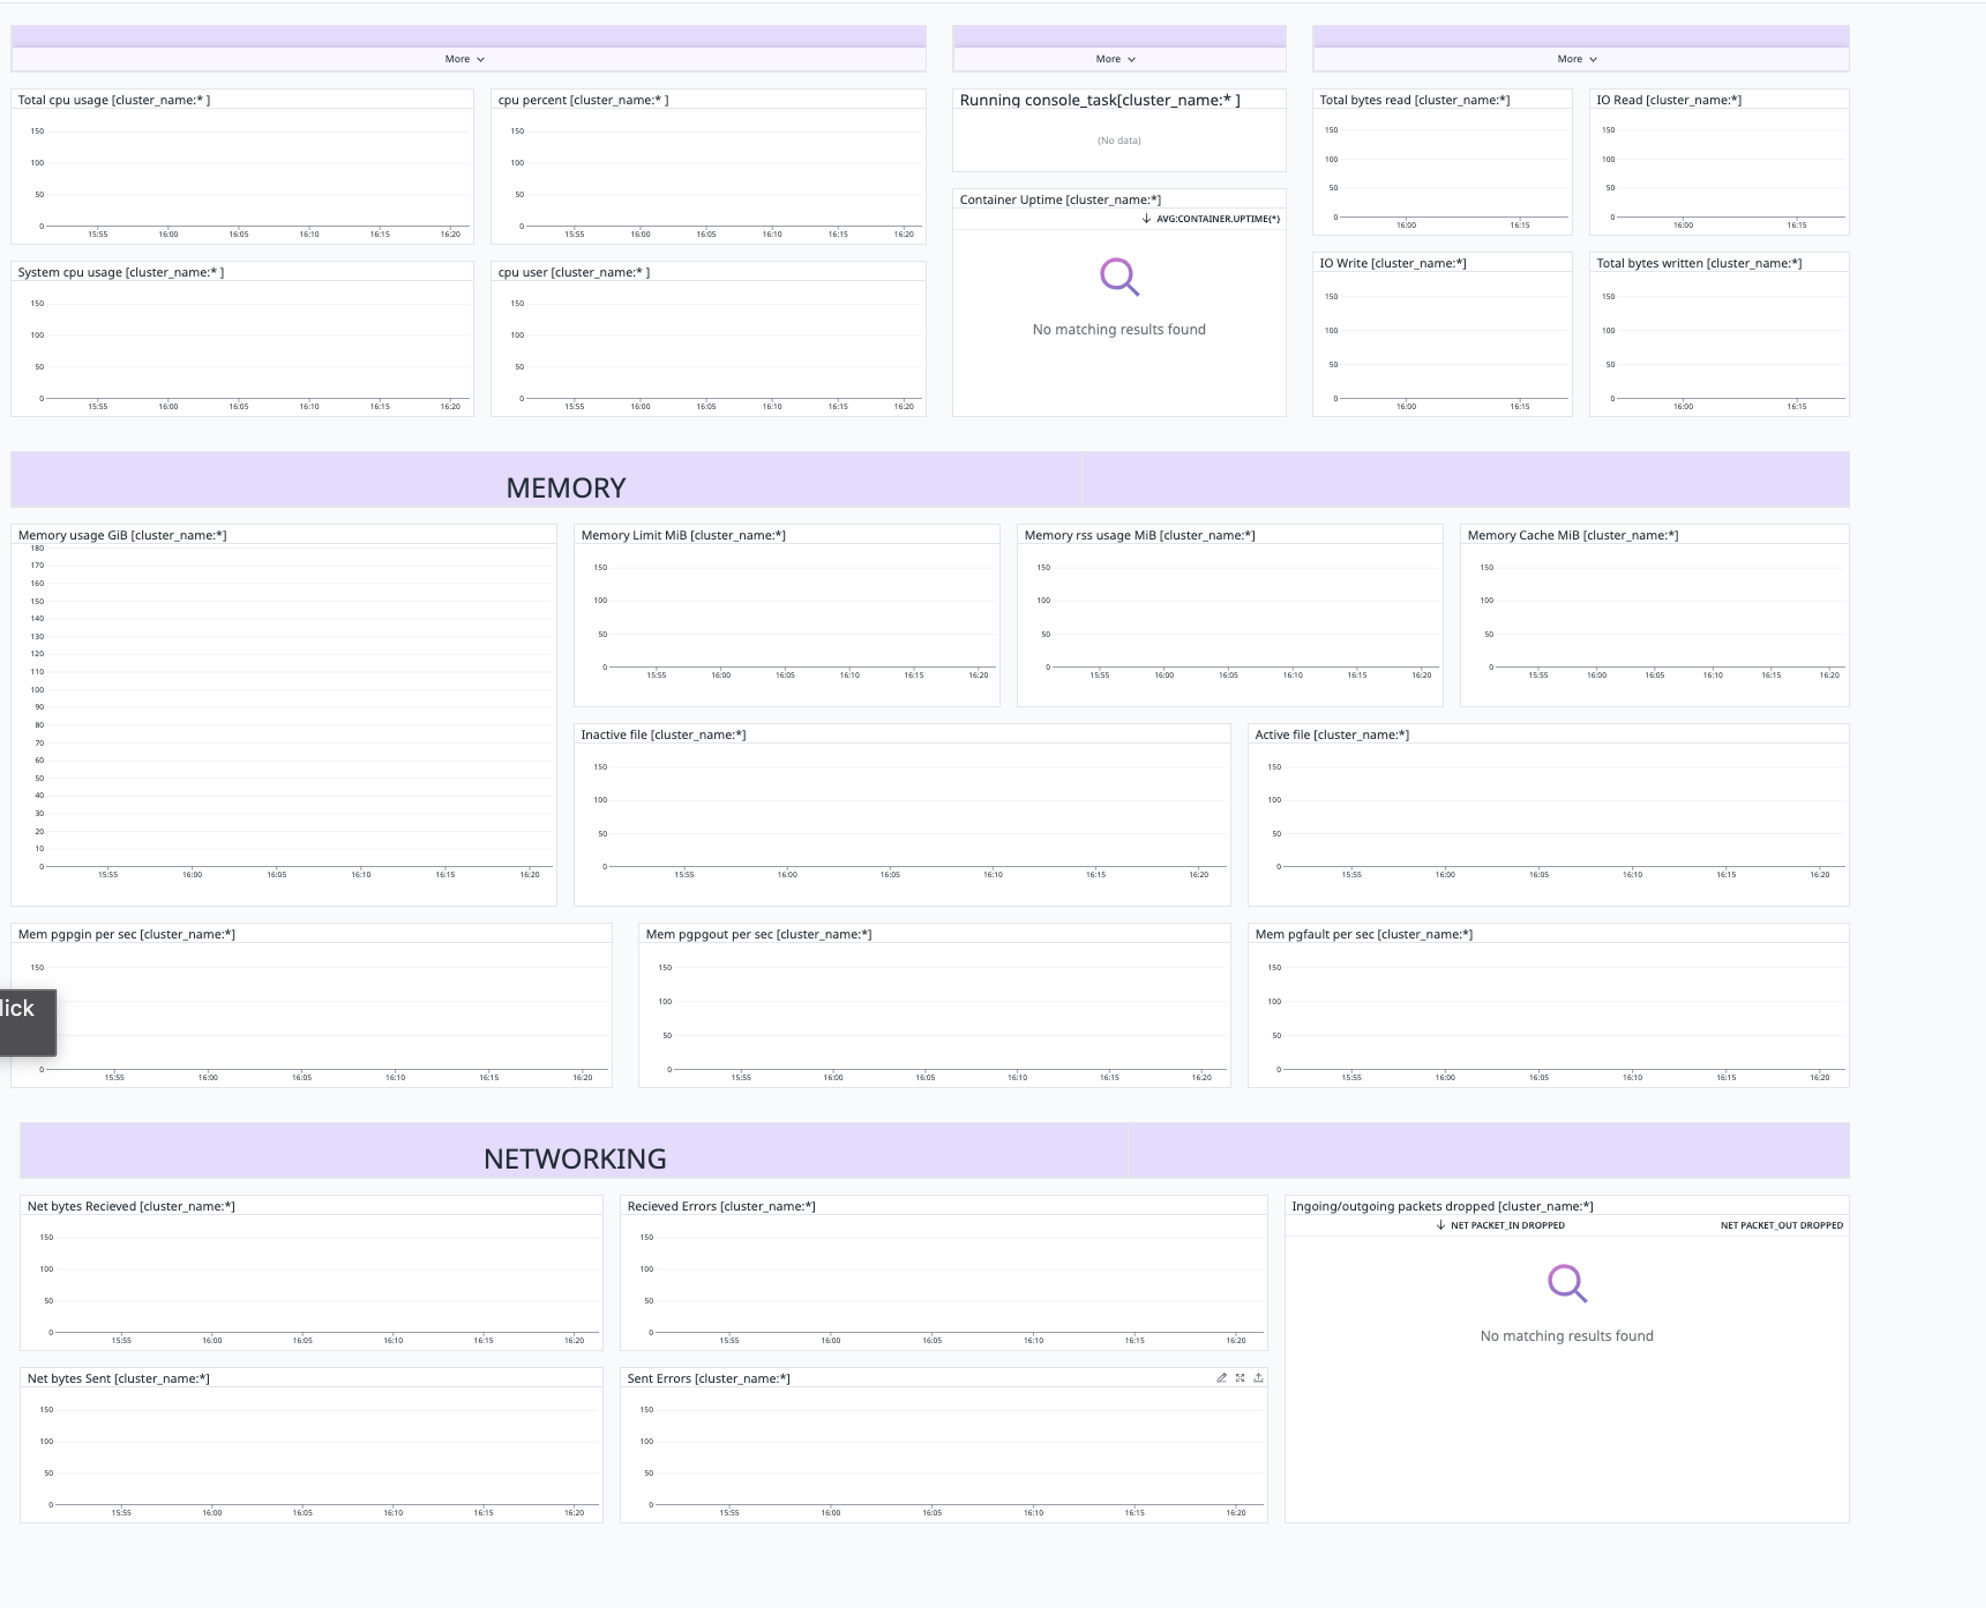 More
More
More
Total cpu usage [cluster_name:* ]
150
100
50
0
15:55 16:00 16:05 16:10 16:15 16:20
cpu percent [cluster_name:* ]
150
100
50
0
15:55 16:00 16:05 16:10 16:15 16:20
Running console_task[cluster_name:* ]
(No data)
Total bytes read [cluster_name:*]
150
100
50
0
16:00 16:15
IO Read [cluster_name:*]
150
100
50
0
16:00 16:15
System cpu usage [cluster_name:* ]
150
100
50
0
15:55 16:00 16:05 16:10 16:15 16:20
cpu user [cluster_name:* ]
150
100
50
0
15:55 16:00 16:05 16:10 16:15 16:20
Container Uptime [cluster_name:*]
↓ AVG:CONTAINER.UPTIME{*}
No matching results found
IO Write [cluster_name:*]
150
100
50
0
16:00 16:15
Total bytes written [cluster_name:*]
150
100
50
0
16:00 16:15
MEMORY
Memory usage GiB [cluster_name:*]
180
170
160
150
140
130
120
110
100
90
80
70
60
50
40
30
20
10
0
15:55 16:00 16:05 16:10 16:15 16:20
Memory Limit MiB [cluster_name:*]
150
100
50
0
15:55 16:00 16:05 16:10 16:15 16:20
Memory rss usage MiB [cluster_name:*]
150
100
50
0
15:55 16:00 16:05 16:10 16:15 16:20
Memory Cache MiB [cluster_name:*]
150
100
50
0
15:55 16:00 16:05 16:10 16:15 16:20
Inactive file [cluster_name:*]
150
100
50
0
15:55 16:00 16:05 16:10 16:15 16:20
Active file [cluster_name:*]
150
100
50
0
15:55 16:00 16:05 16:10 16:15 16:20
Mem pgpgin per sec [cluster_name:*]
150
lick
0
15:55 16:00 16:05 16:10 16:15 16:20
Mem pgpgout per sec [cluster_name:*]
150
100
50
0
15:55 16:00 16:05 16:10 16:15 16:20
Mem pgfault per sec [cluster_name:*]
150
100
50
0
15:55 16:00 16:05 16:10 16:15 16:20
NETWORKING
Net bytes Recieved [cluster_name:*]
150
100
50
0
15:55 16:00 16:05 16:10 16:15 16:20
Recieved Errors [cluster_name:*]
150
100
50
0
15:55 16:00 16:05 16:10 16:15 16:20
Ingoing/outgoing packets dropped [cluster_name:*]
↓ NET PACKET_IN DROPPED NET PACKET_OUT DROPPED
No matching results found
Net bytes Sent [cluster_name:*]
150
100
50
0
15:55 16:00 16:05 16:10 16:15 16:20
Sent Errors [cluster_name:*]
150
100
50
0
15:55 16:00 16:05 16:10 16:15 16:20